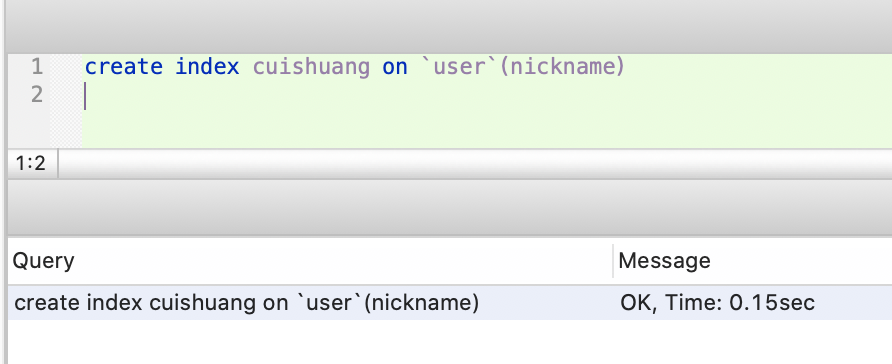 1 create index cuishuang on `user`(nickname)
2
1:2
Query Message
create index cuishuang on `user`(nickname) OK, Time: 0.15sec